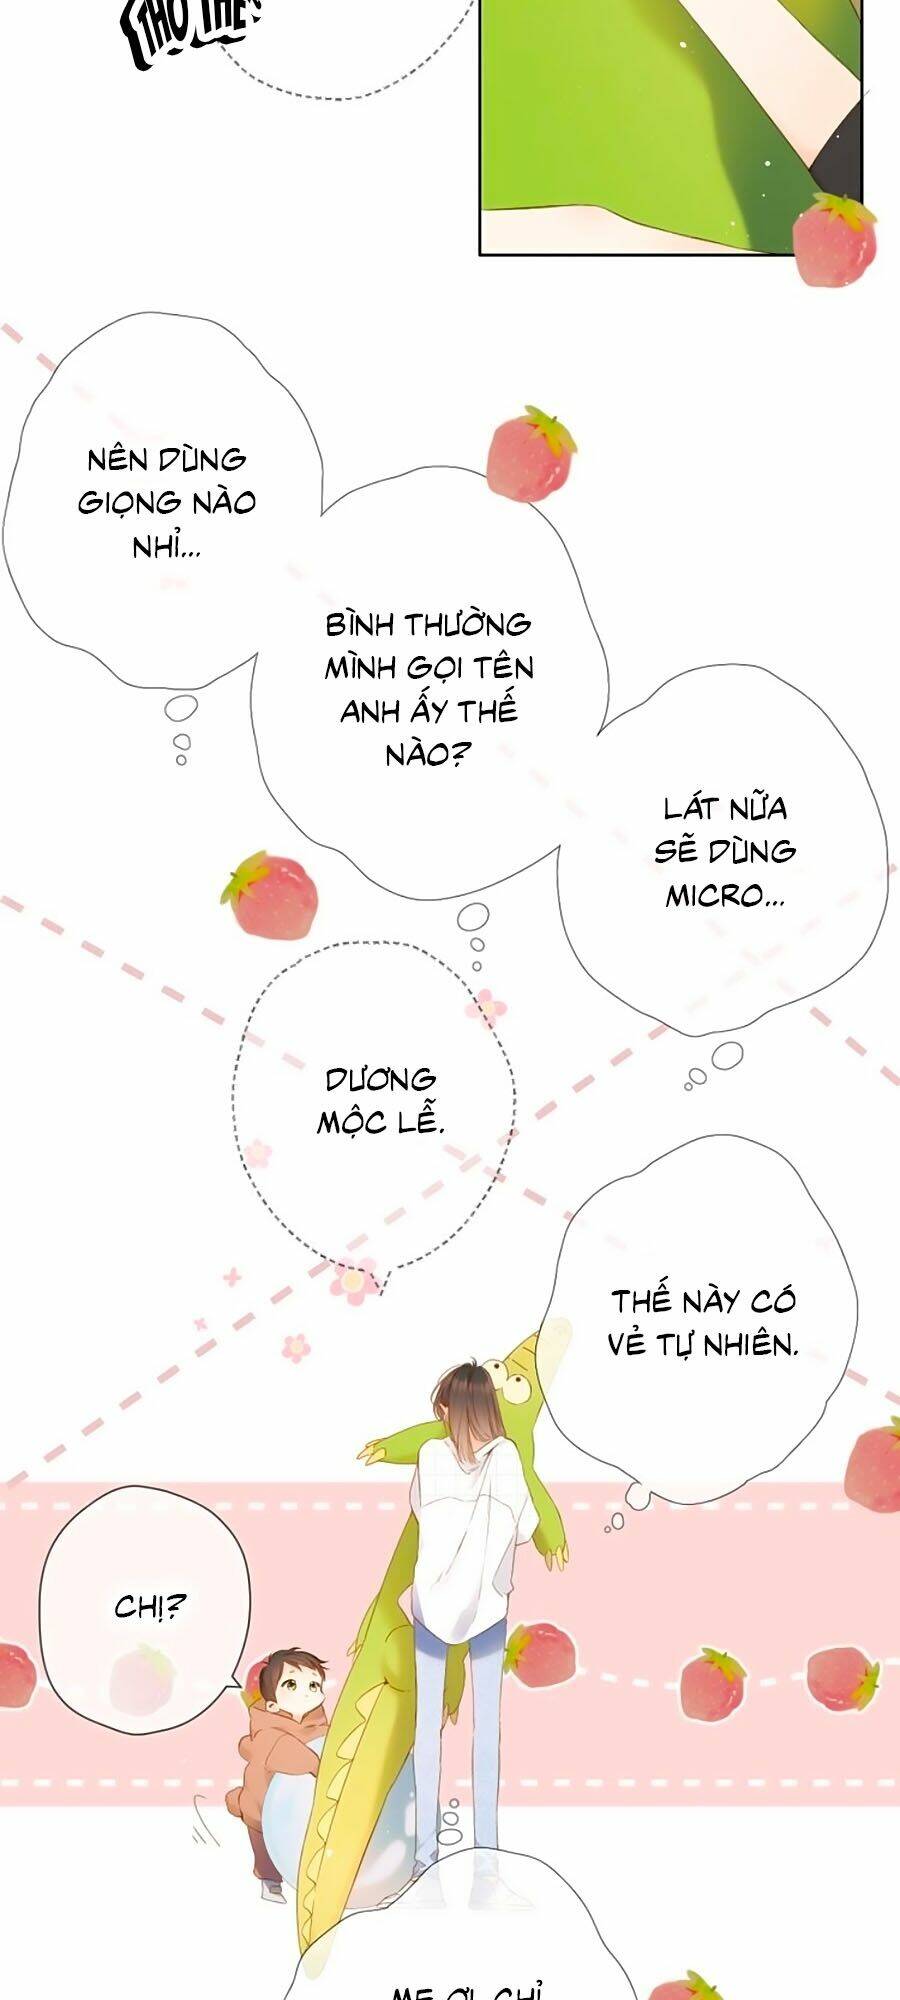 NÊN DÙNG
GIỌNG NÀO
NHỈ...
BÌNH THƯỜNG
MÌNH GỌI TÊN
ANH ẤY THẾ
NÀO?
LÁT NỮA
SẼ DÙNG
MICRO...
DƯƠNG
MỘC LỄ.
THẾ NÀY CÓ
VẺ TỰ NHIÊN.
CHỊ?